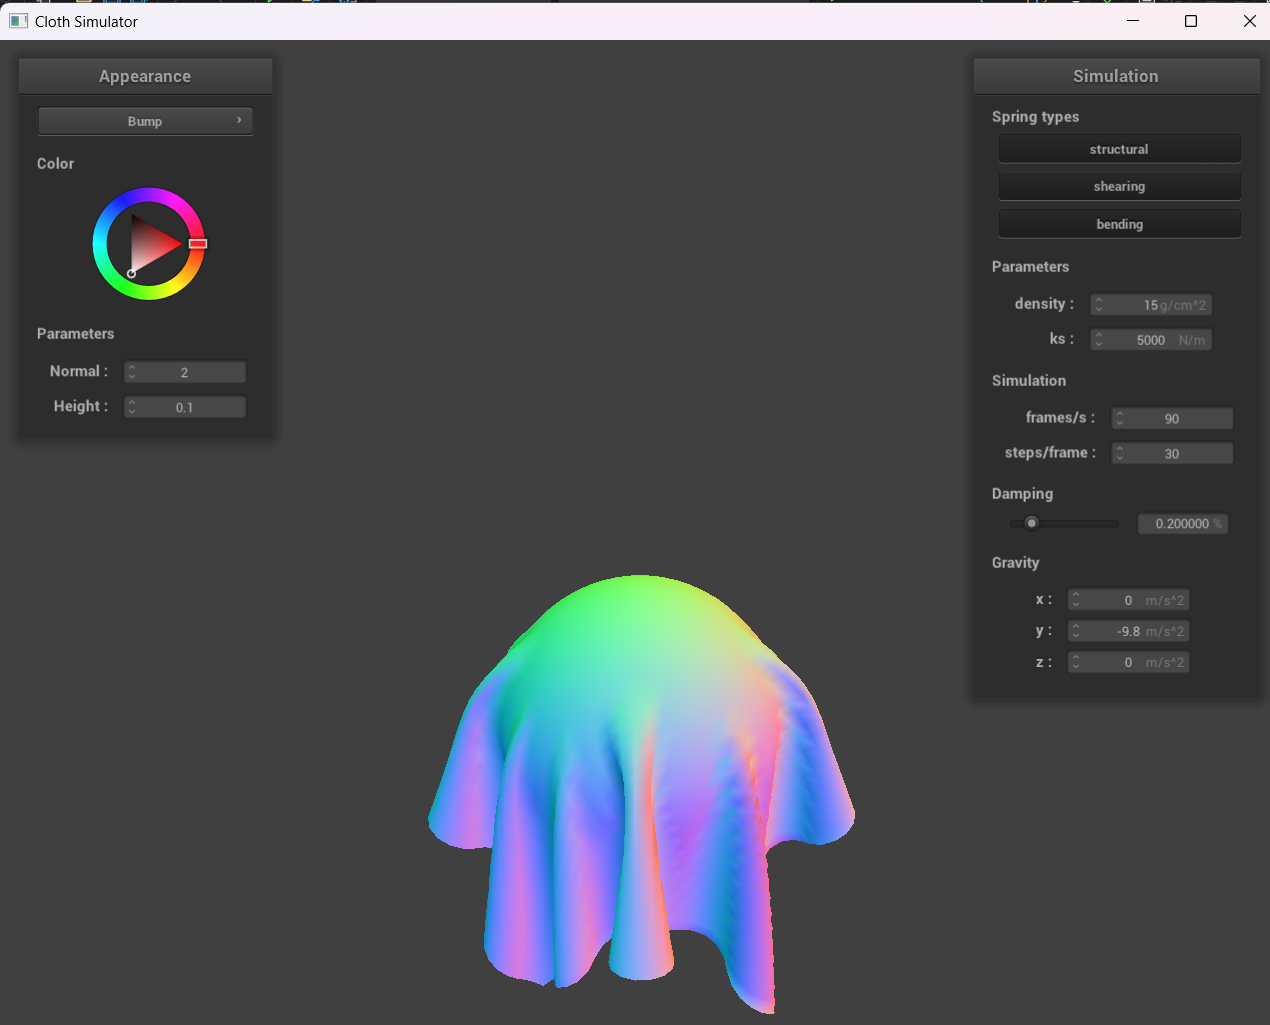 Cloth Simulator
Appearance
Bump
Color
Parameters
Normal : 2
Height : 0.1
Simulation
Spring types
structural
shearing
bending
Parameters
density : 15 g/cm^2
ks : 5000 N/m
Simulation
frames/s : 90
steps/frame : 30
Damping
0.200000 %
Gravity
x : 0 m/s^2
y : -9.8 m/s^2
z : 0 m/s^2